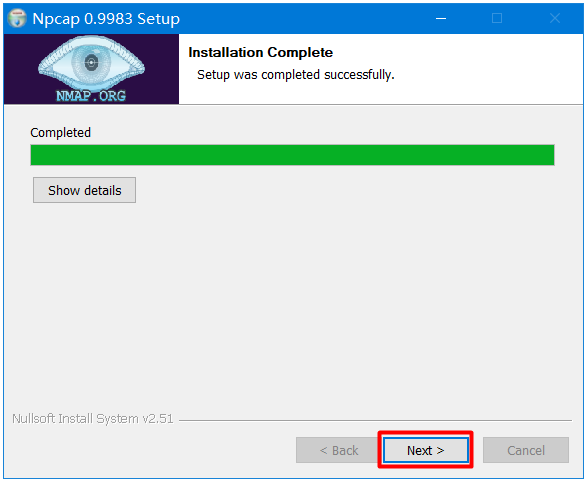 Npcap 0.9983 Setup
Installation Complete
Setup was completed successfully.
NMAP.ORG
Completed
Show details
Nullsoft Install System v2.51
< Back
Next >
Cancel